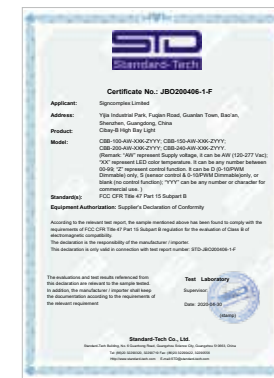 STD
Standard-Tech
Certificate No.: JBO200406-1-F
Applicant: Signcomplex Limited
Address: Yijia Industrial Park, Fuqian Road, Guanlan Town, Bao'an,
Shenzhen, Guangdong, China
Product: Cibay-B High Bay Light
Model: CBB-100-AW-XXK-ZYYY; CBB-150-AW-XXK-ZYYY;
CBB-200-AW-XXK-ZYYY; CBB-240-AW-XXK-ZYYY.
(Remark: "AW" represent Supply voltage, it can be AW (120-277 Vac);
"XX" represent LED color temperature. It can be any number between
00-99; "Z" represent control function. It can be D (0-10/PWM
Dimmable) only, S (sensor control & 0-10/PWM Dimmable)only, or
blank (no control function); "YYY" can be any number or character for
commercial use. )
Standard(s): FCC CFR Title 47 Part 15 Subpart B
Equipment Authorization: Supplier's Declaration of Conformity
According to the relevant test report, the sample mentioned above has been found to comply with the
requirements of FCC CFR Title 47 Part 15 Subpart B regulation for the evaluation of Class B of
electromagnetic compatibility.
The declaration is the responsibility of the manufacturer / importer.
This declaration is only valid in connection with test report number: STD-JBO200406-1-F
The evaluations and test results referenced from
this declaration are relevant to the sample tested.
In addition, the manufacturer / importer shall keep
the documentation according to the requirements of
the relevant requirement
Test Laboratory
Supervisor:
Date: 2020-
(stamp)
Standard-Tech Co., Ltd.